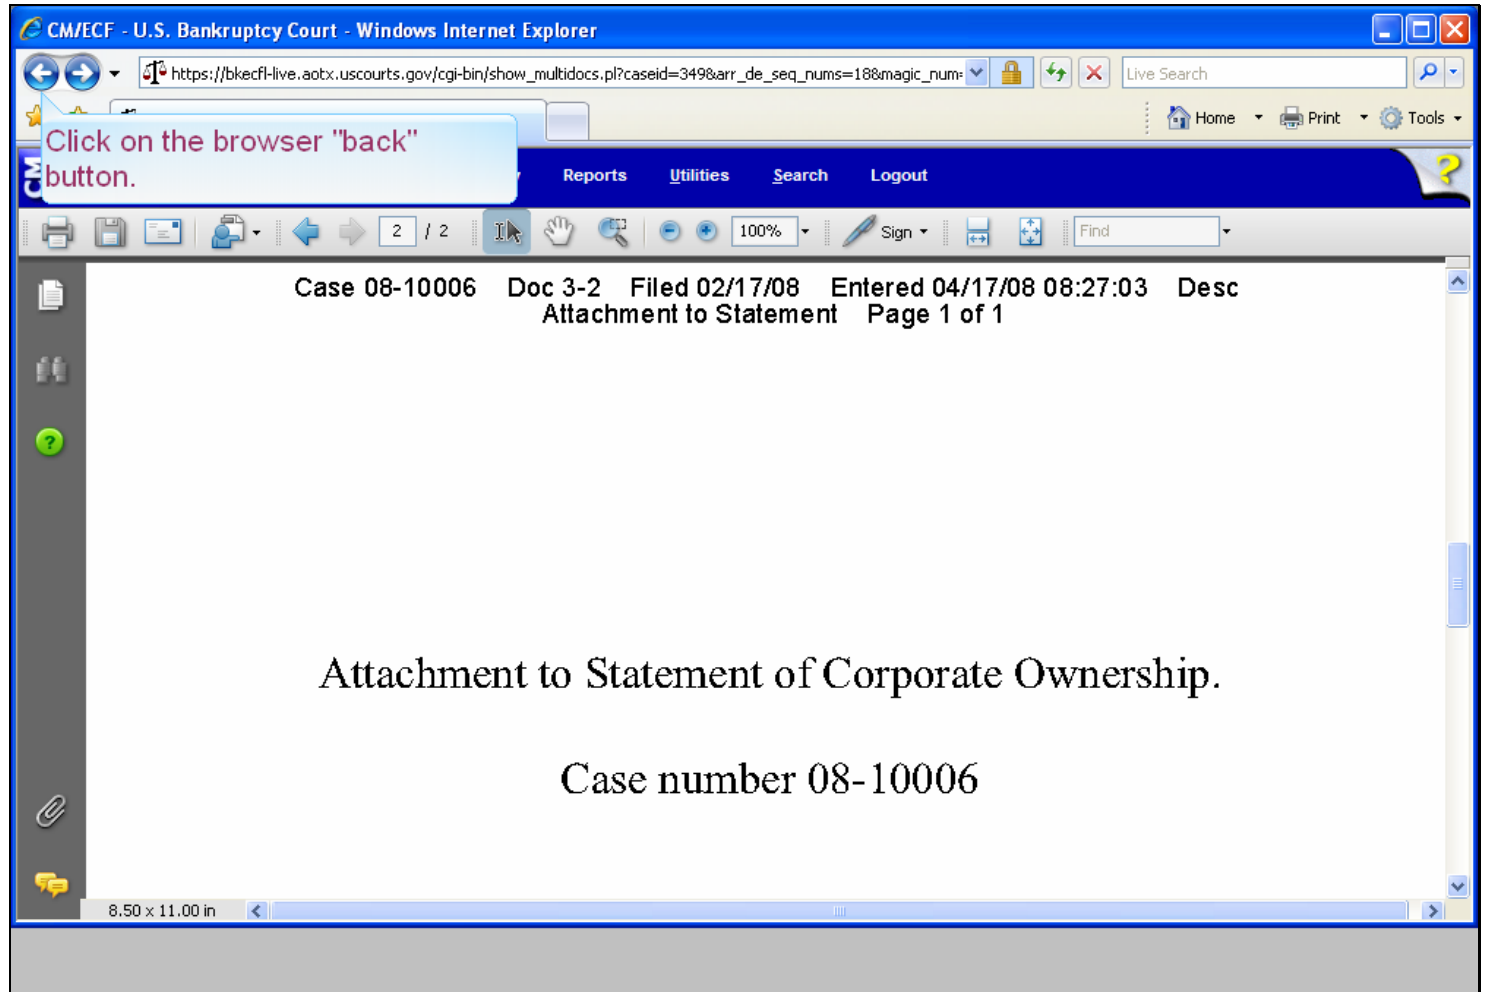 CM/ECF - U.S. Bankruptcy Court - Windows Internet Explorer
https://bkecfl-live.aotx.uscourts.gov/cgi-bin/show_multidocs.pl?caseid=349&arr_de_seq_nums=18&magic_num= Live Search
Home Print Tools
Click on the browser "back"
button.
CM Reports Utilities Search Logout
2 / 2 100% Sign Find
Case 08-10006 Doc 3-2 Filed 02/17/08 Entered 04/17/08 08:27:03 Desc
Attachment to Statement Page 1 of 1
Attachment to Statement of Corporate Ownership.
Case number 08-10006
8.50 x 11.00 in